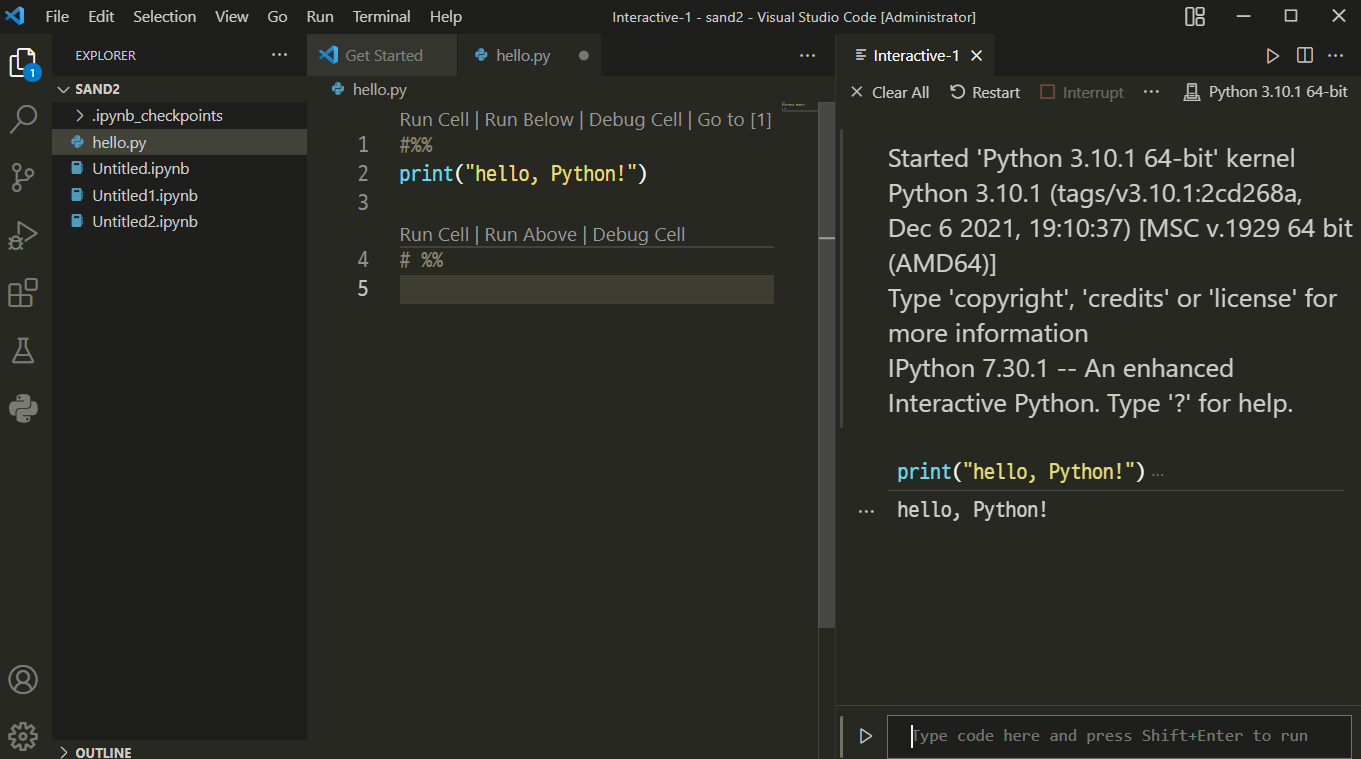 File Edit Selection View Go Run Terminal Help
Interactive-1 - sand2 - Visual Studio Code [Administrator]
1
EXPLORER
SAND2
.ipynb_checkpoints
hello.py
Untitled.ipynb
Untitled1.ipynb
Untitled2.ipynb
OUTLINE
Get Started
hello.py
hello.py
Run Cell | Run Below | Debug Cell | Go to [1]
1 #%%
2 print("hello, Python!")
3
Run Cell | Run Above | Debug Cell
4 # %%
5
Interactive-1
Clear All Restart Interrupt ... Python 3.10.1 64-bit
Started 'Python 3.10.1 64-bit' kernel
Python 3.10.1 (tags/v3.10.1:2cd268a,
Dec 6 2021, 19:10:37) [MSC v.1929 64 bit
(AMD64)]
Type 'copyright', 'credits' or 'license' for
more information
IPython 7.30.1 -- An enhanced
Interactive Python. Type '?' for help.
print("hello, Python!") ...
hello, Python!
Type code here and press Shift+Enter to run